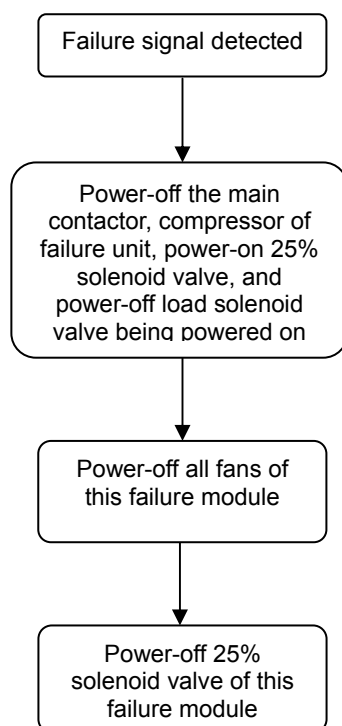 Failure signal detected
Power-off the main
contactor, compressor of
failure unit, power-on 25%
solenoid valve, and
power-off load solenoid
valve being powered on
Power-off all fans of
this failure module
Power-off 25%
solenoid valve of this
failure module